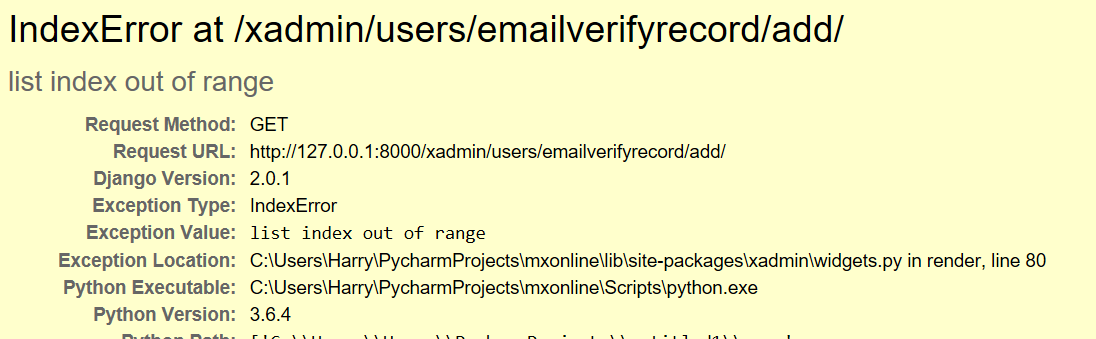 IndexError at /xadmin/users/emailverifyrecord/add/
list index out of range
Request Method: GET
Request URL: http://127.0.0.1:8000/xadmin/users/emailverifyrecord/add/
Django Version: 2.0.1
Exception Type: IndexError
Exception Value: list index out of range
Exception Location: C:\Users\Harry\PycharmProjects\mxonline\lib\site-packages\xadmin\widgets.py in render, line 80
Python Executable: C:\Users\Harry\PycharmProjects\mxonline\Scripts\python.exe
Python Version: 3.6.4
Python Path: